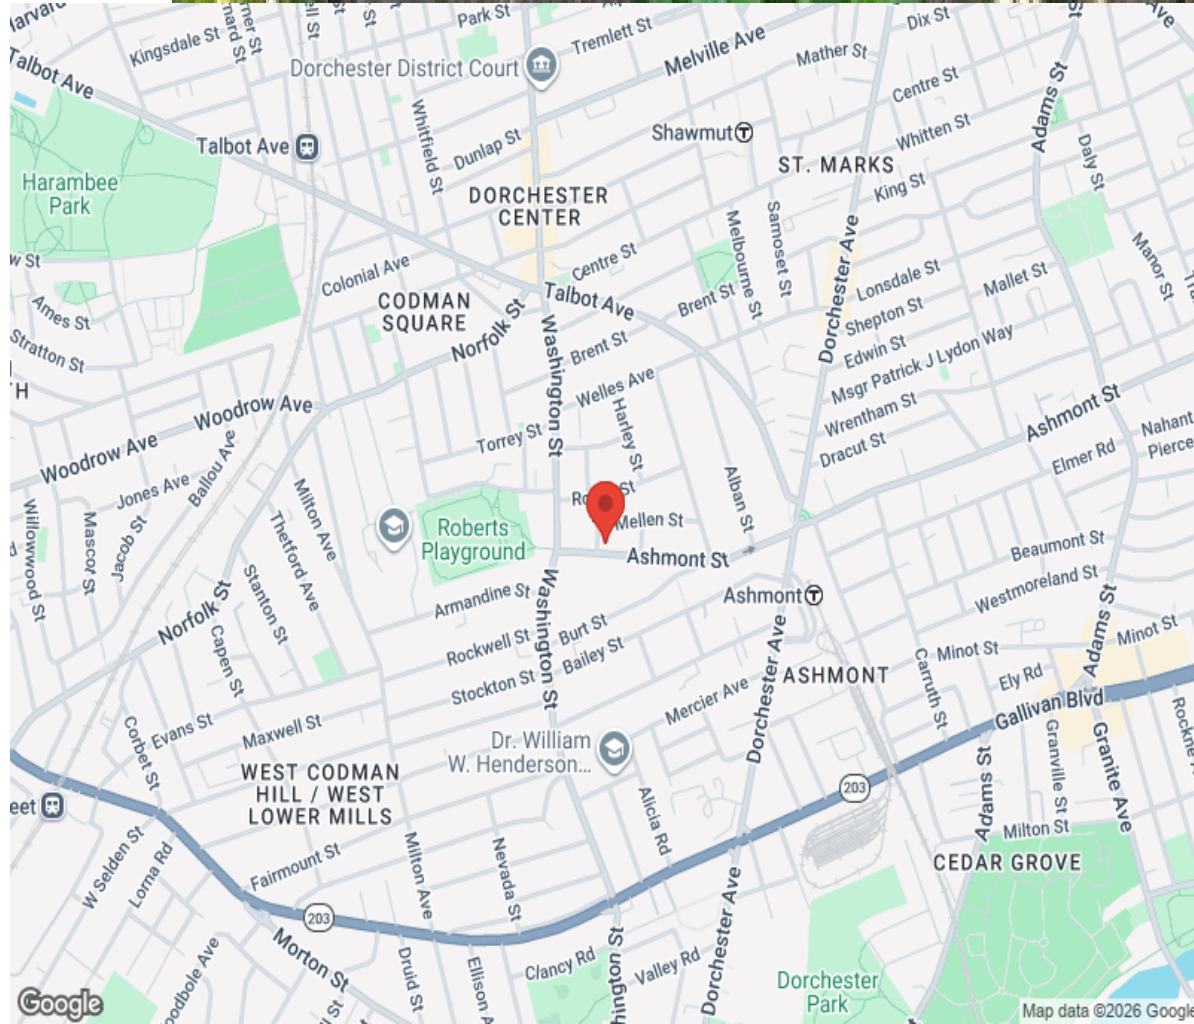 Park St
Dix St
Tremlett St
Kingsdale St
Melville Ave
Mather St
Talbot Ave
Dorchester District Court
Centre St
Adams St
Whitfield St
Talbot Ave
Shawmut
Whitten St
Dunlap St
ST. MARKS
Daly St
Harambee
Park
King St
DORCHESTER
CENTER
Melbourne St
Samoset St
Dorchester Ave
Manor St
Centre St
Colonial Ave
Lonsdale St
Mallet St
Ames St
CODMAN
SQUARE
Talbot Ave
Brent St
Shepton St
Stratton St
Norfolk St
Washington St
Brent St
Edwin St
Msgr Patrick J Lydon Way
Welles Ave
Woodrow Ave
Harley St
Wrentham St
Ashmont St
Torrey St
Dracut St
Nahant
Pierce
Woodrow Ave
Elmer Rd
Jones Ave
Ballou Ave
Milton Ave
Alban St
Willowwood St
Mascot St
Jacob St
Thetford Ave
Roberts
Playground
Mellen St
Ashmont St
Beaumont St
Stanton St
Armandine St
Ashmont
Westmoreland St
Norfolk St
Washington St
Burt St
Rockwell St
Bailey St
Dorchester Ave
Adams St
Minot St
Capen St
Minot St
ASHMONT
Carruth St
Ely Rd
Stockton St
Mercier Ave
Gallivan Blvd
Evans St
Maxwell St
Corbet St
Dr. William
W. Henderson...
Granville St
Granite Ave
WEST CODMAN
HILL / WEST
LOWER MILLS
Adams St
203
Alicia Rd
Milton St
W Selden St
Lorna Rd
Milton Ave
Nevada St
Fairmount St
CEDAR GROVE
203
Dorchester Ave
Morton St
Druid St
Ellison A
Clancy Rd
Valley Rd
Dorchester
Park
Google
Map data ©2026 Google